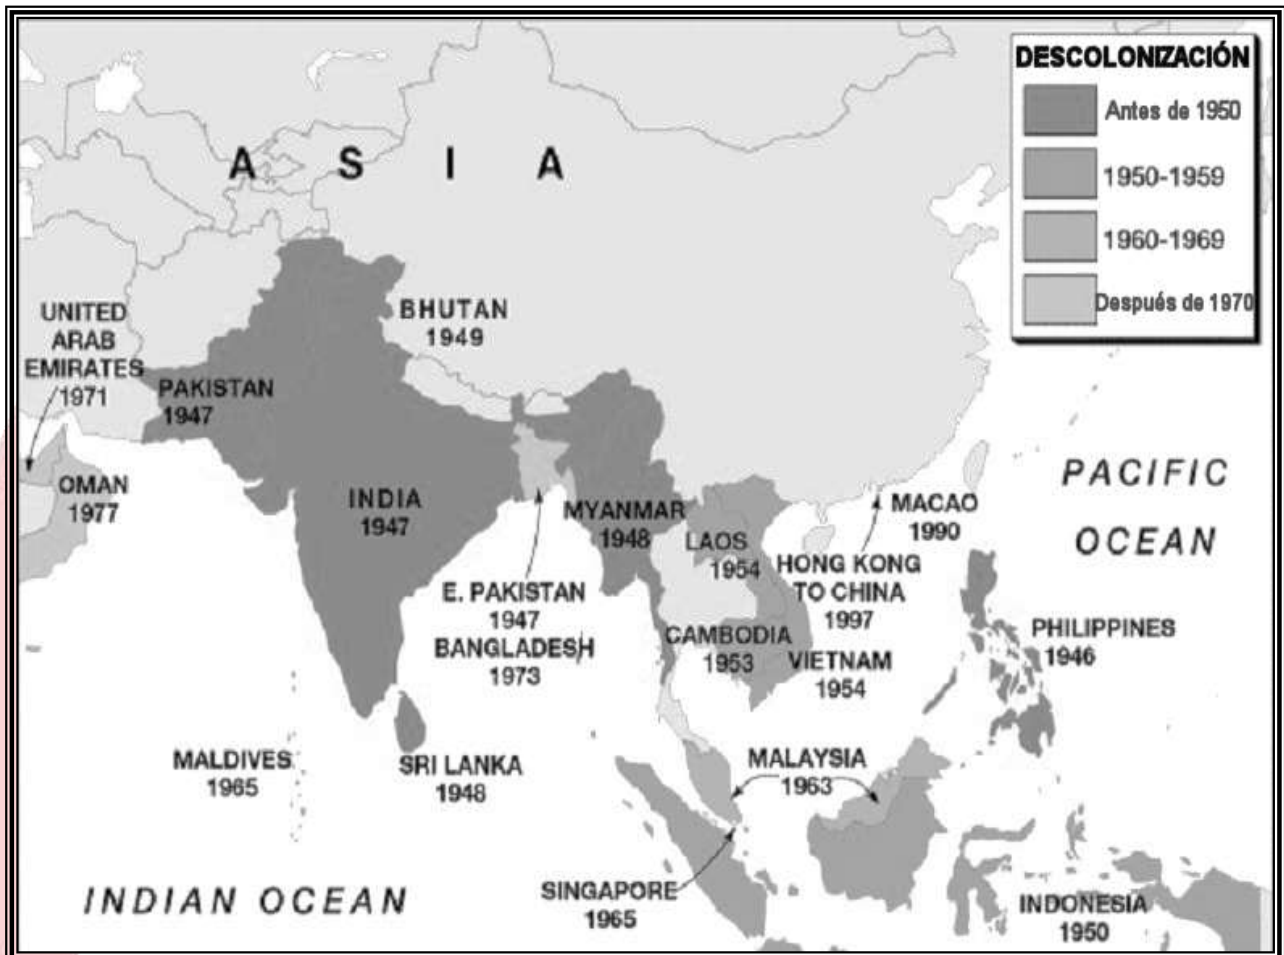 DESCOLONIZACIÓN
Antes de 1950
1950-1959
1960-1969
Después de 1970
A S I A
UNITED
ARAB
EMIRATES
1971
BHUTAN
1949
PAKISTAN
1947
OMAN
1977
INDIA
1947
MYANMAR
1948
LAOS
1954
MACAO
1990
HONG KONG
TO CHINA
1997
PACIFIC
OCEAN
E. PAKISTAN
1947
BANGLADESH
1973
CAMBODIA
1953
VIETNAM
1954
PHILIPPINES
1946
MALDIVES
1965
SRI LANKA
1948
MALAYSIA
1963
SINGAPORE
1965
INDIAN OCEAN
INDONESIA
1950